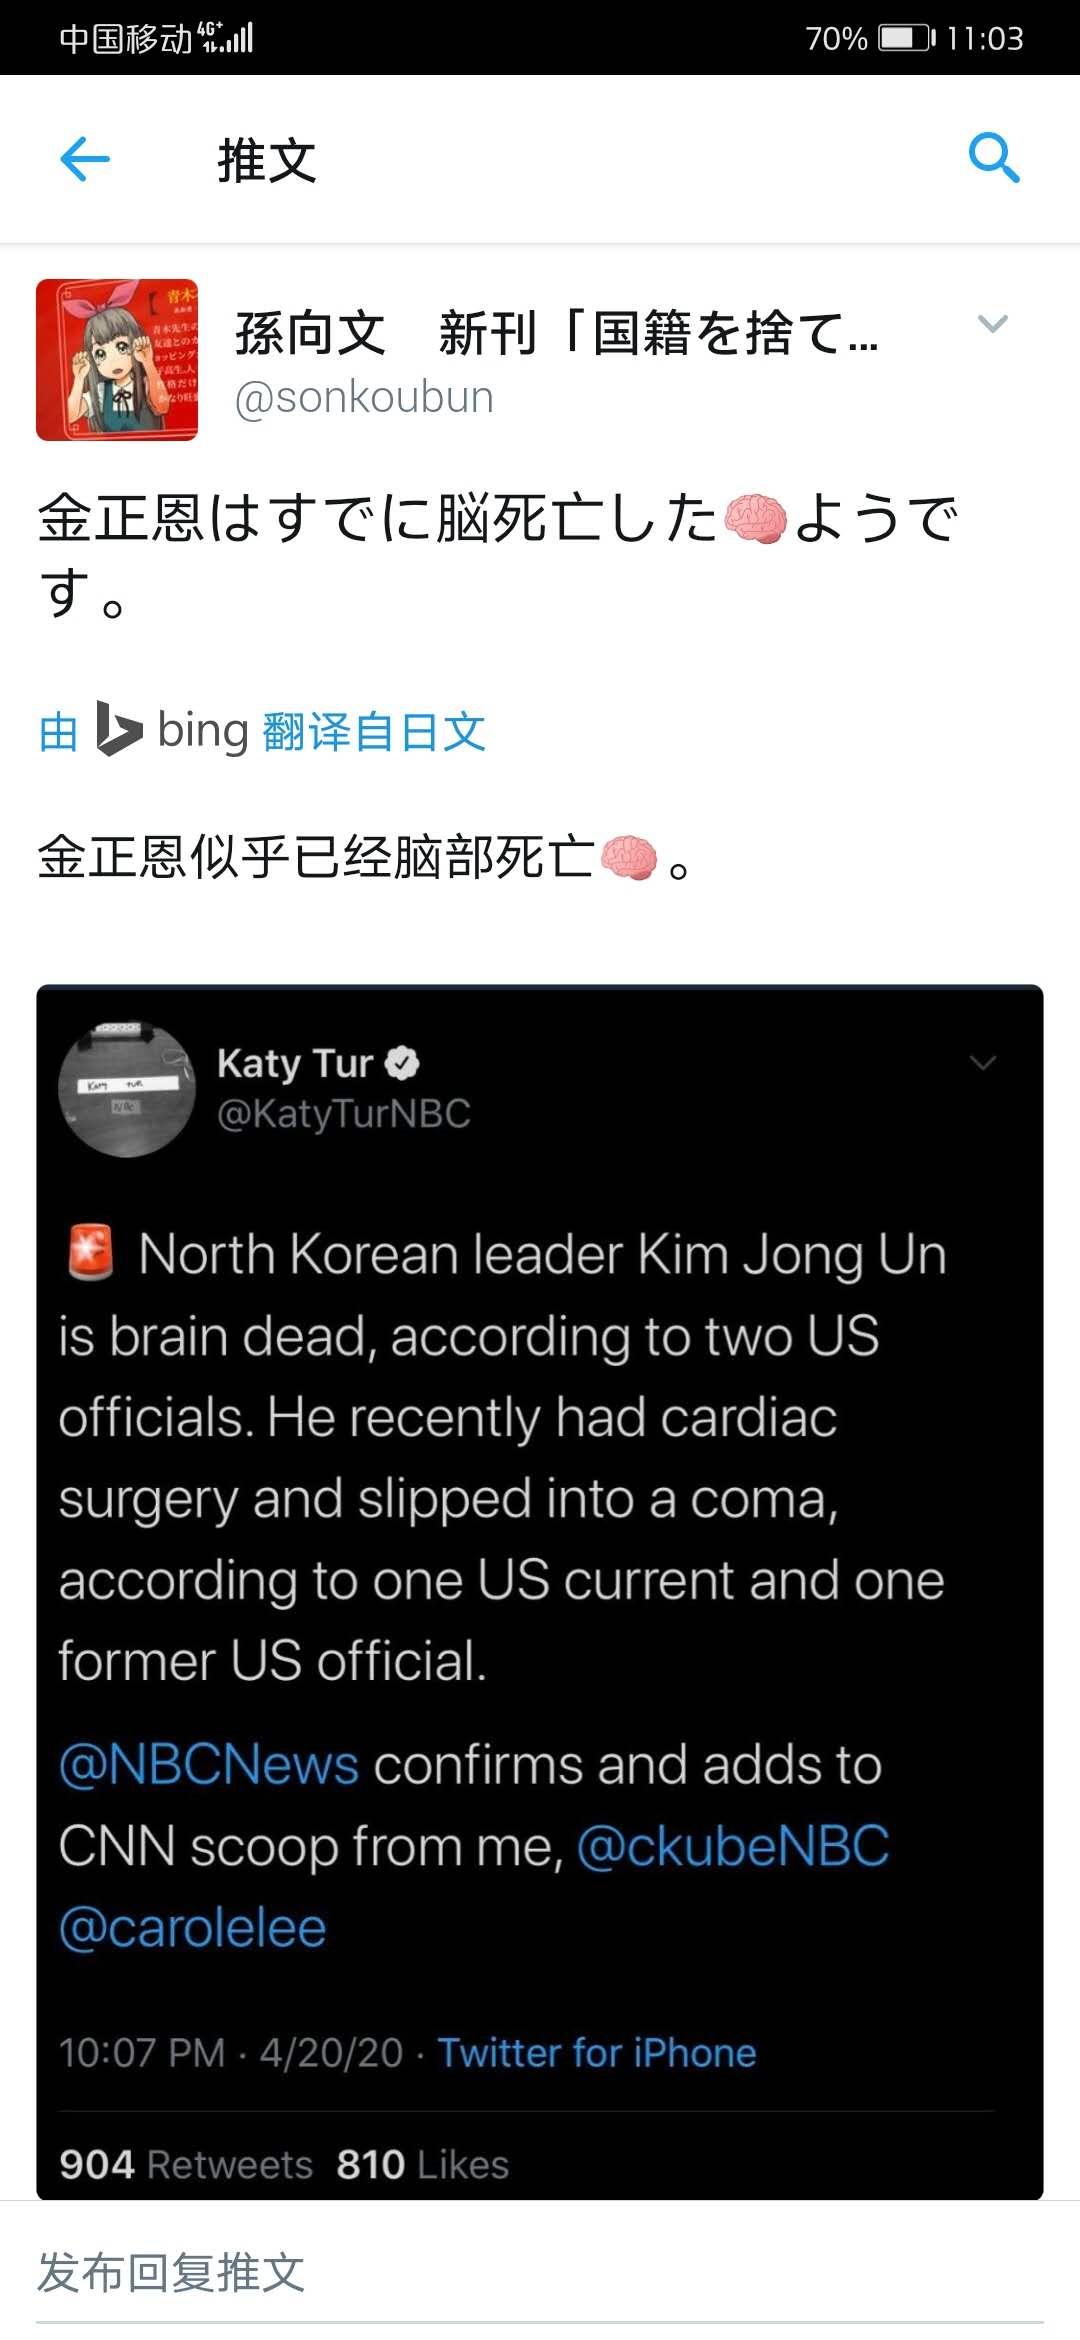 中国移动 4G+ 70% 11:03
推文
孫向文　新刊「国籍を捨て...
@sonkoubun
金正恩はすでに脳死亡した🧠ようで
す。
由 bing 翻译自日文
金正恩似乎已经脑部死亡🧠。
Katy Tur
@KatyTurNBC
🚨 North Korean leader Kim Jong Un
is brain dead, according to two US
officials. He recently had cardiac
surgery and slipped into a coma,
according to one US current and one
former US official.
@NBCNews confirms and adds to
CNN scoop from me, @ckubeNBC
@carolelee
10:07 PM · 4/20/20 · Twitter for iPhone
904 Retweets 810 Likes
发布回复推文